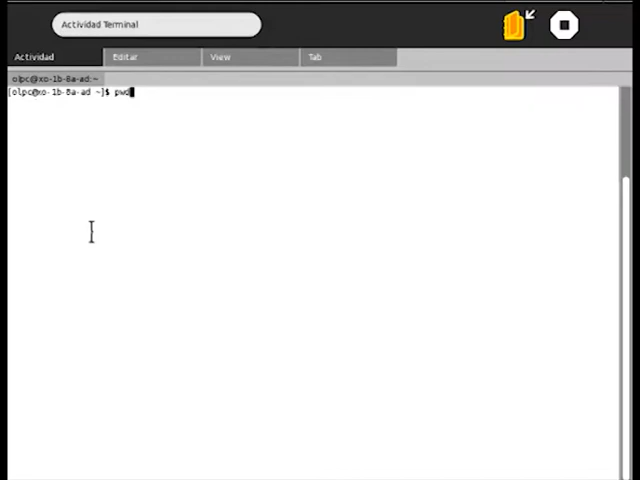 Actividad Terminal
Actividad Editar View Tab
olpc@xo-1b-8a-ad:~
[olpc@xo-1b-8a-ad ~]$ pwd